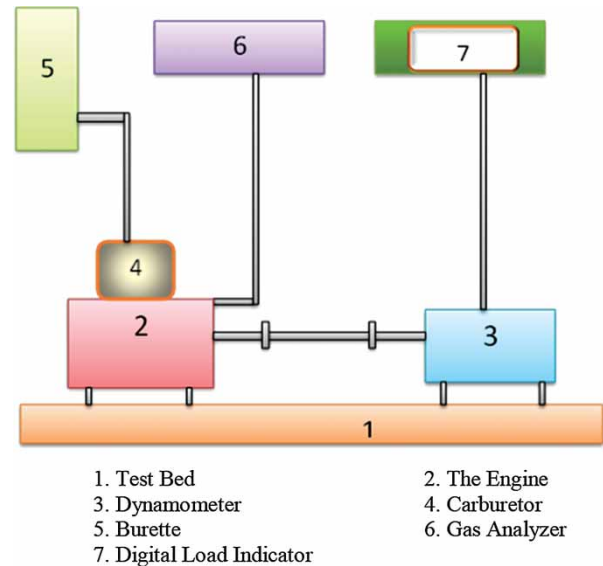 5
6
7
4
2
3
1
1. Test Bed
2. The Engine
3. Dynamometer
4. Carburetor
5. Burette
6. Gas Analyzer
7. Digital Load Indicator